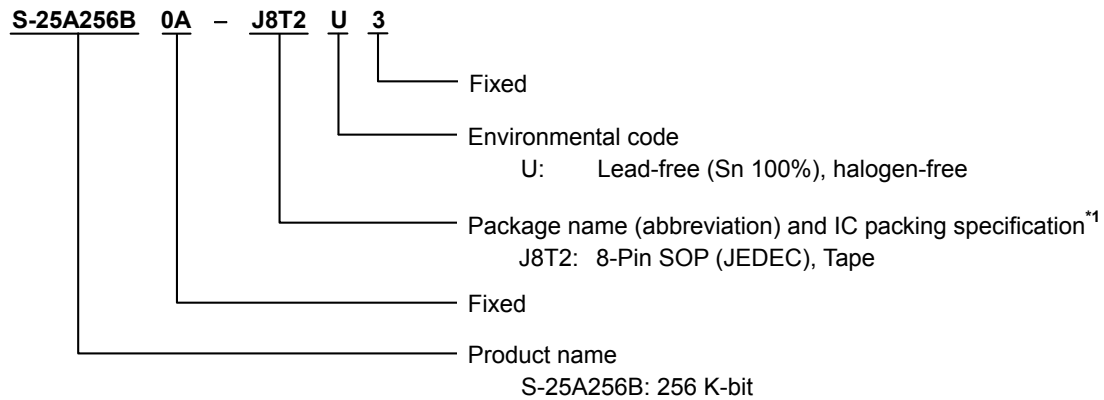 S-25A256B 0A – J8T2 U 3
Fixed
Environmental code
U: Lead-free (Sn 100%), halogen-free
Package name (abbreviation) and IC packing specification*1
J8T2: 8-Pin SOP (JEDEC), Tape
Fixed
Product name
S-25A256B: 256 K-bit